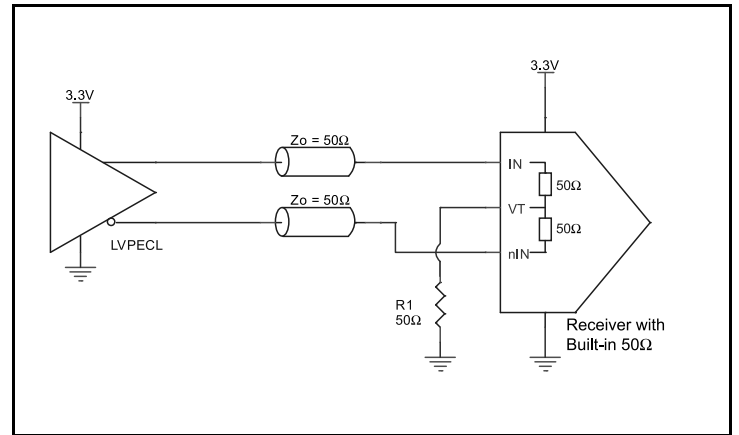 3.3V
3.3V
Zo = 50Ω
IN
50Ω
Zo = 50Ω
VT
50Ω
LVPECL
nIN
R1
50Ω
Receiver with
Built-in 50Ω